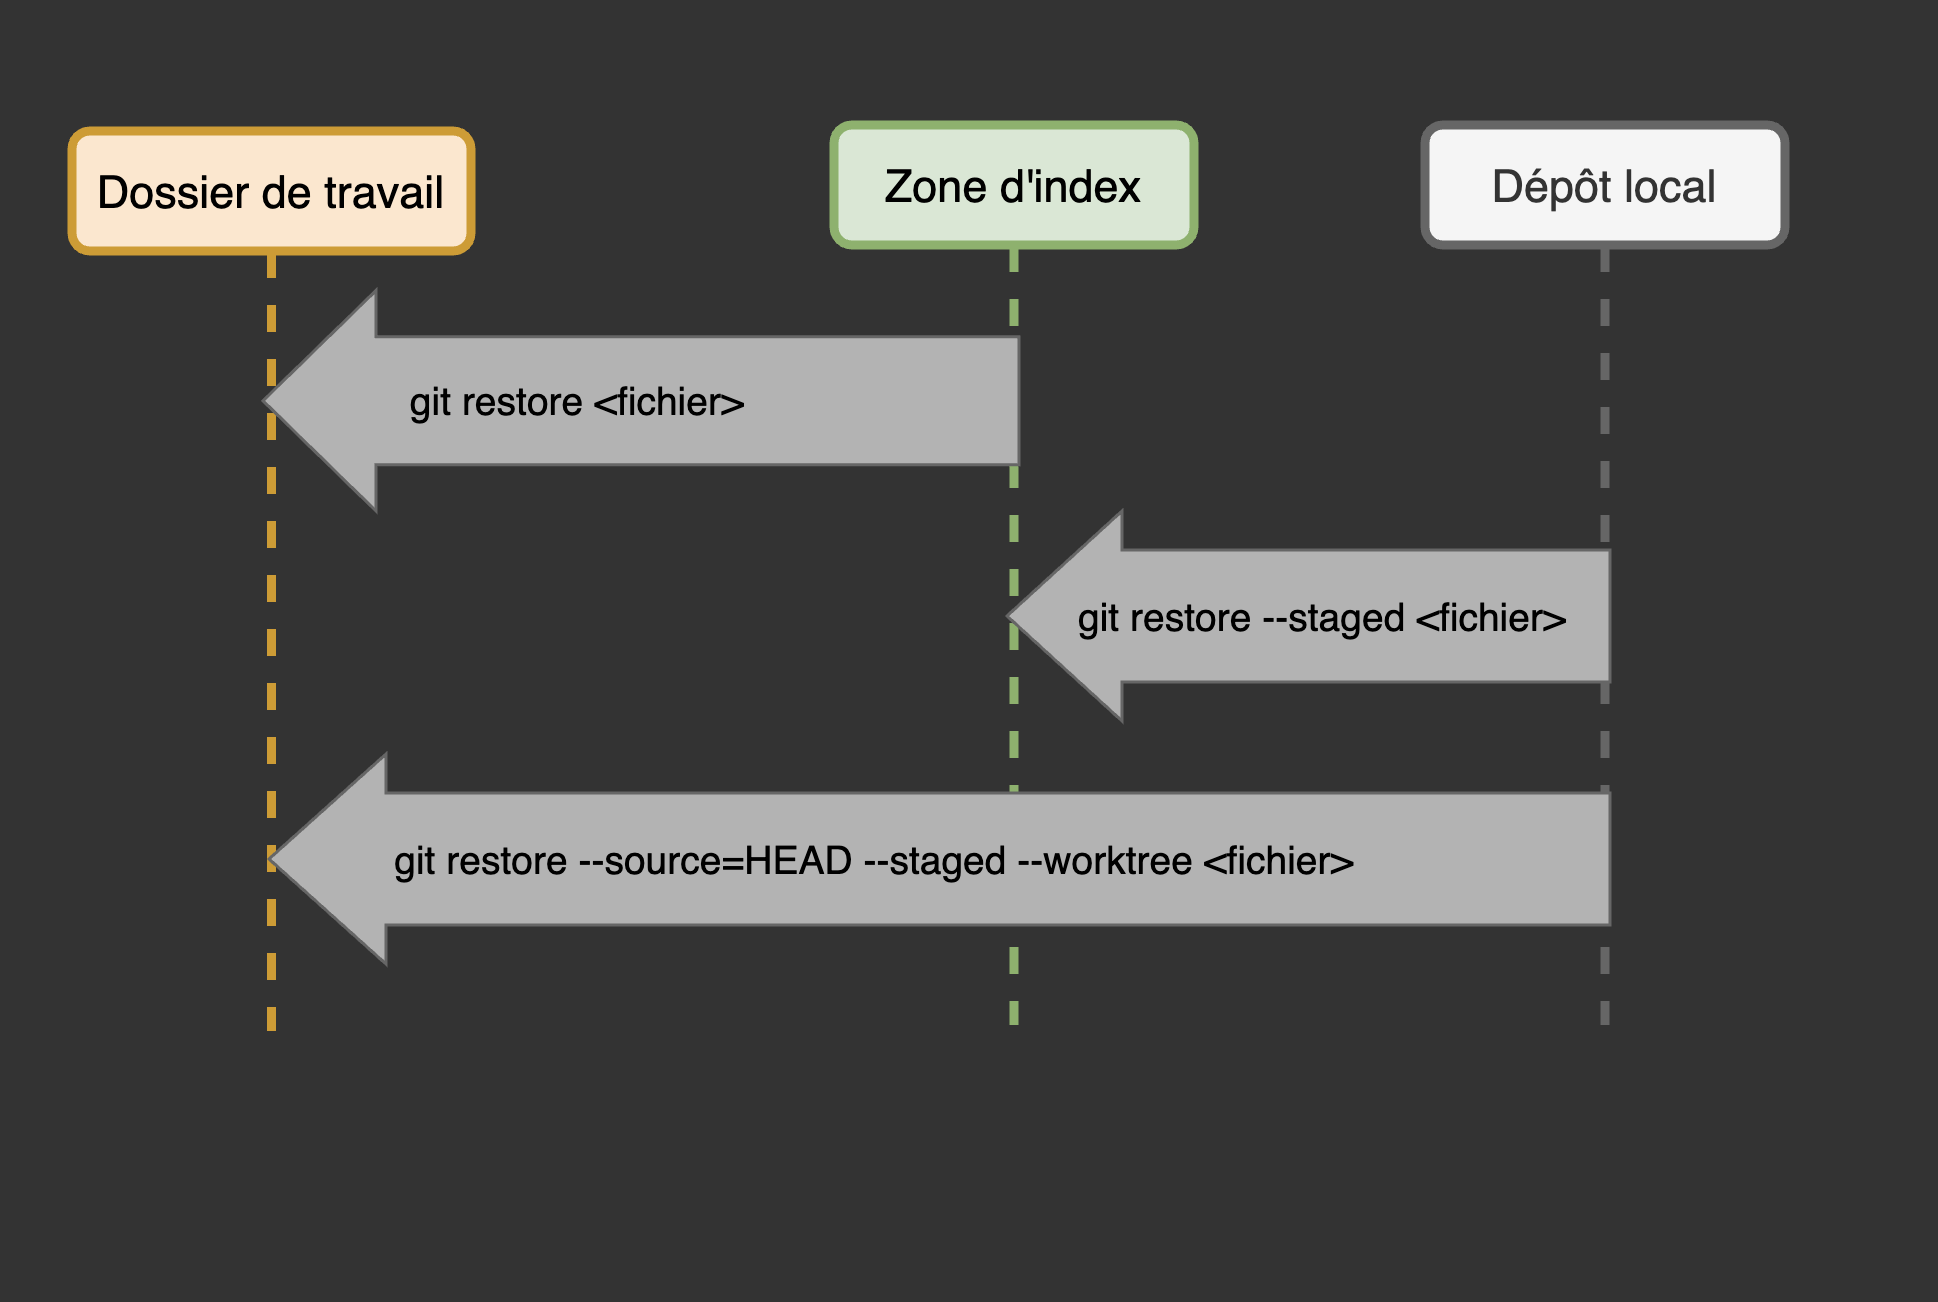 Dossier de travail
Zone d'index
Dépôt local
git restore <fichier>
git restore --staged <fichier>
git restore --source=HEAD --staged --worktree <fichier>